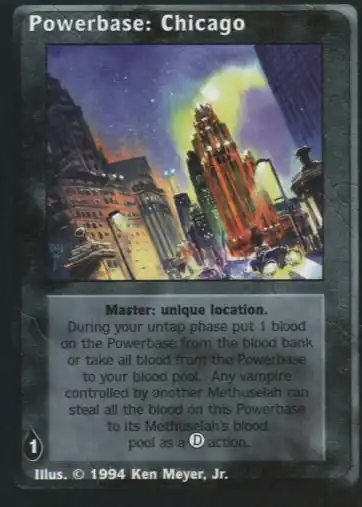 Powerbase: Chicago
Master: unique location.
During your untap phase put 1 blood
on the Powerbase from the blood bank
or take all blood from the Powerbase
to your blood pool. Any vampire
controlled by another Methuselah can
steal all the blood on this Powerbase
to its Methuselah's blood
pool as a D action.
1
Illus. © 1994 Ken Meyer, Jr.